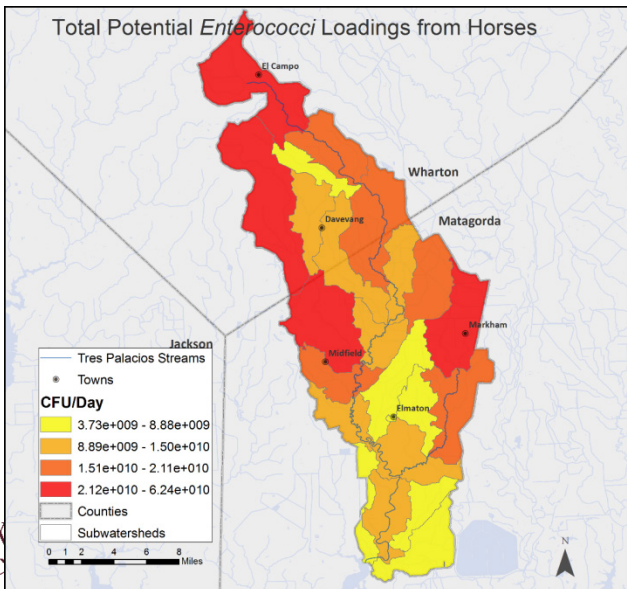 Total Potential Enterococci Loadings from Horses
El Campo
Wharton
Davevang
Matagorda
Markham
Jackson
Midfield
Elmaton
Tres Palacios Streams
Towns
CFU/Day
3.73e+009 - 8.88e+009
8.89e+009 - 1.50e+010
1.51e+010 - 2.11e+010
2.12e+010 - 6.24e+010
Counties
Subwatersheds
0 1 2 4 6 8
Miles
N